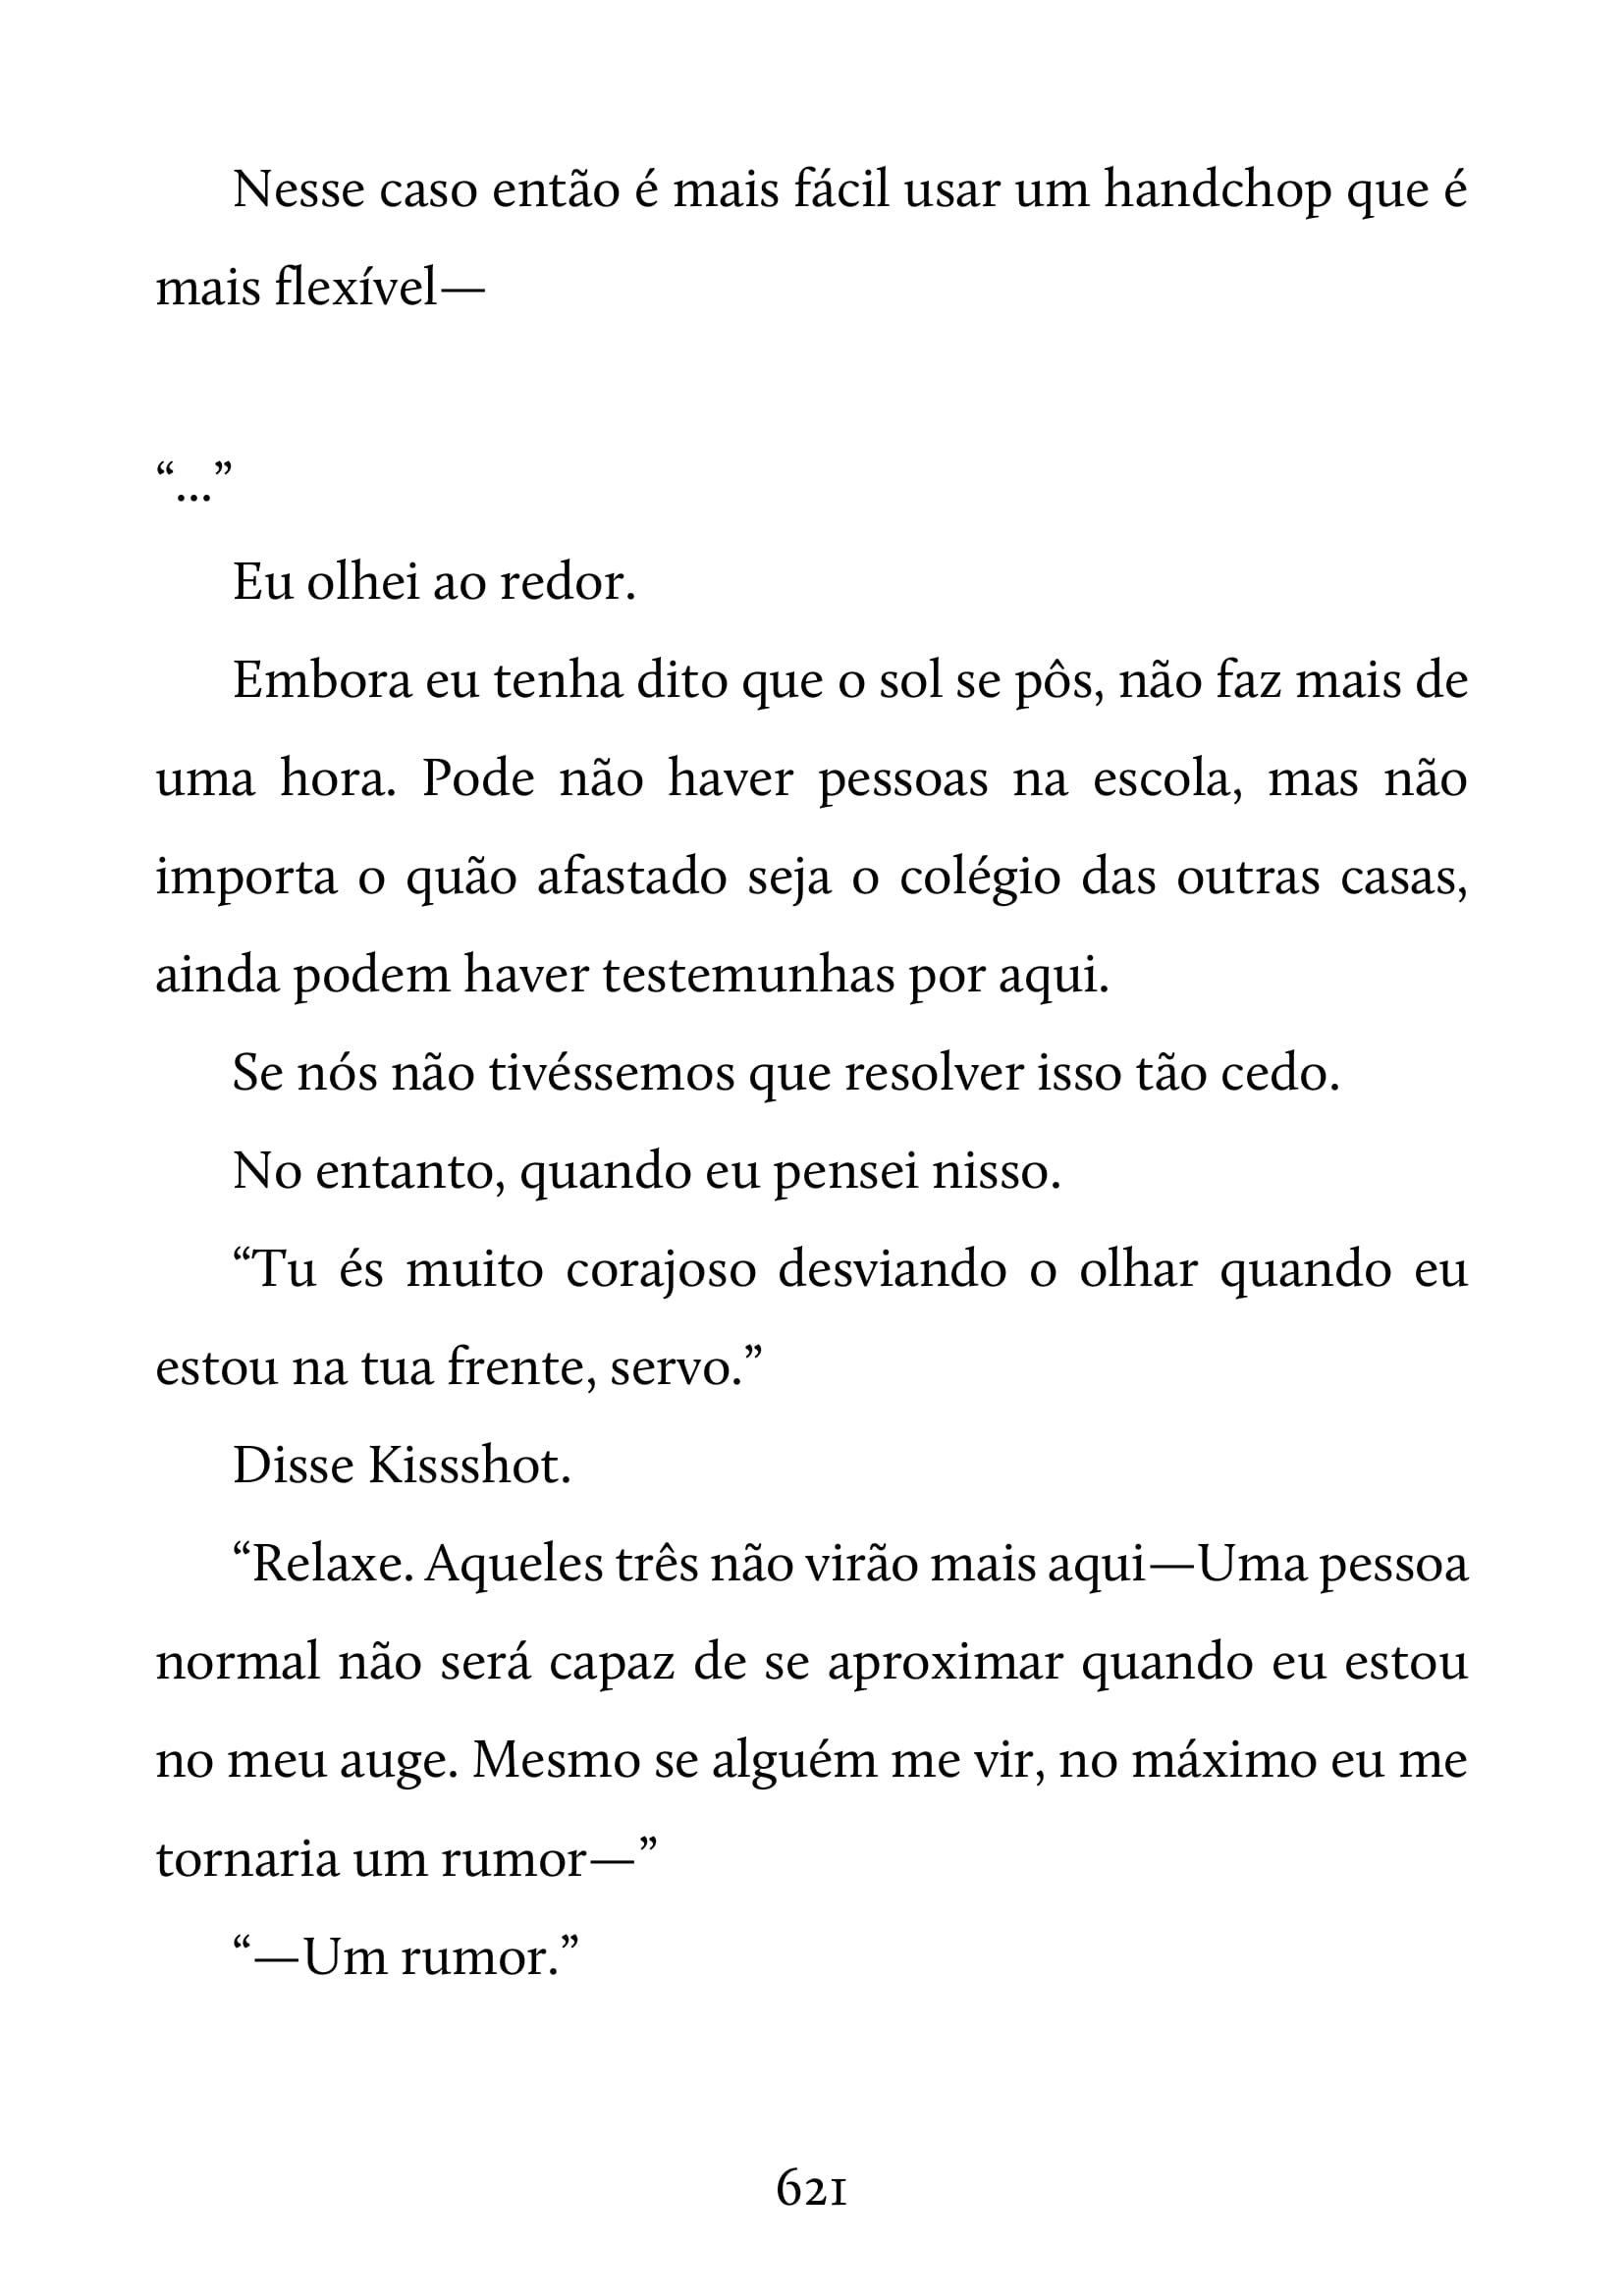 Nesse caso então é mais fácil usar um handchop que é
mais flexível—
“...”
Eu olhei ao redor.
Embora eu tenha dito que o sol se pôs, não faz mais de
uma hora. Pode não haver pessoas na escola, mas não
importa o quão afastado seja o colégio das outras casas,
ainda podem haver testemunhas por aqui.
Se nós não tivéssemos que resolver isso tão cedo.
No entanto, quando eu pensei nisso.
“Tu és muito corajoso desviando o olhar quando eu
estou na tua frente, servo.”
Disse Kissshot.
“Relaxe. Aqueles três não virão mais aqui—Uma pessoa
normal não será capaz de se aproximar quando eu estou
no meu auge. Mesmo se alguém me vir, no máximo eu me
tornaria um rumor—”
“—Um rumor.”
621